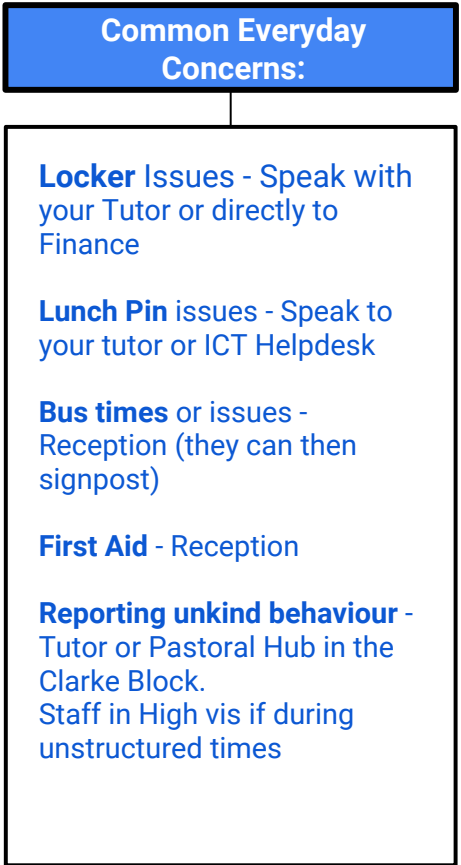 Common Everyday
Concerns:
Locker Issues - Speak with
your Tutor or directly to
Finance
Lunch Pin issues - Speak to
your tutor or ICT Helpdesk
Bus times or issues -
Reception (they can then
signpost)
First Aid - Reception
Reporting unkind behaviour -
Tutor or Pastoral Hub in the
Clarke Block.
Staff in High vis if during
unstructured times